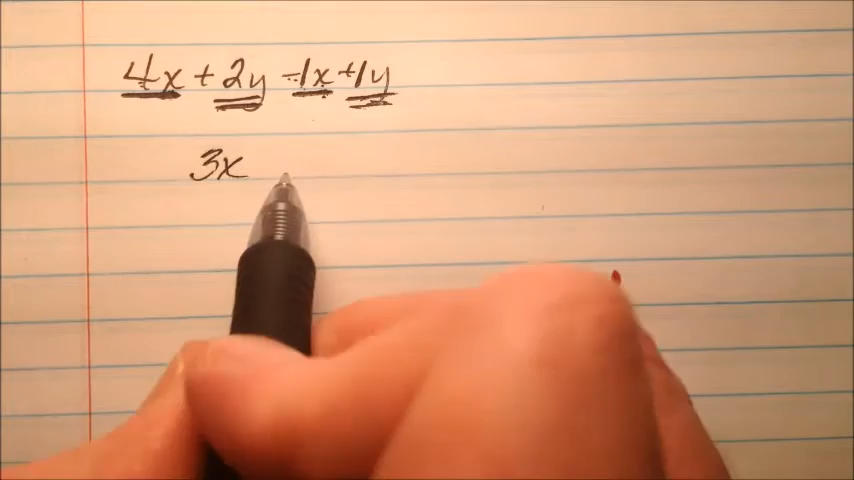 4x + 2y - 1x + 1y
3x